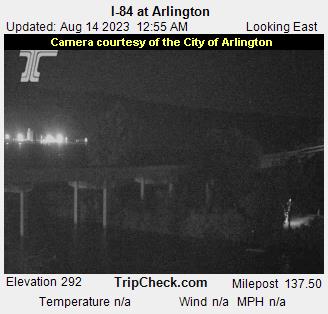 I-84 at Arlington
Updated: Aug 14 2023 12:55 AM Looking East
Camera courtesy of the City of Arlington
Elevation 292 TripCheck.com Milepost 137.50
Temperature n/a Wind n/a MPH n/a